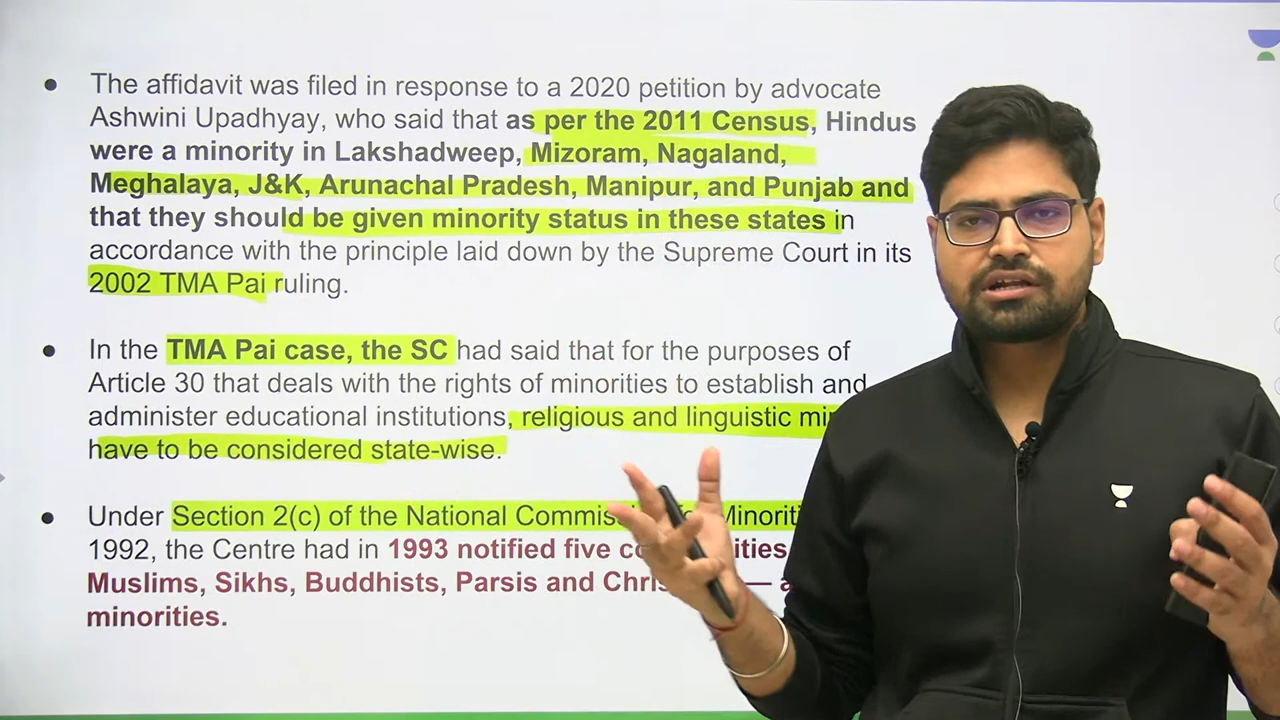 The affidavit was filed in response to a 2020 petition by advocate
Ashwini Upadhyay, who said that as per the 2011 Census, Hindus
were a minority in Lakshadweep, Mizoram, Nagaland,
Meghalaya, J&K, Arunachal Pradesh, Manipur, and Punjab and
that they should be given minority status in these states in
accordance with the principle laid down by the Supreme Court in its
2002 TMA Pai ruling.
In the TMA Pai case, the SC had said that for the purposes of
Article 30 that deals with the rights of minorities to establish and
administer educational institutions, religious and linguistic
have to be considered state-wise.
Under Section 2(c) of the National
1992, the Centre had in 1993 notified five
Muslims, Sikhs, Buddhists, Parsis and
minorities.